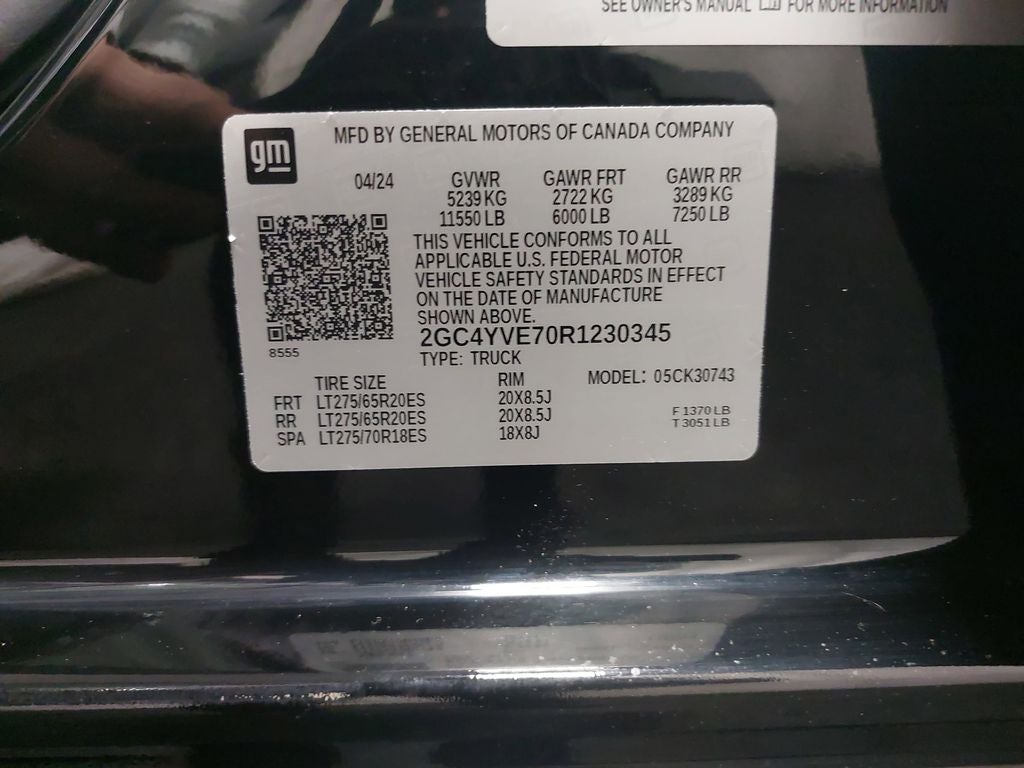 SEE OWNER'S MANUAL FOR MORE INFORMATION
gm
MFD BY GENERAL MOTORS OF CANADA COMPANY
04/24 GVWR GAWR FRT GAWR RR
5239 KG 2722 KG 3289 KG
11550 LB 6000 LB 7250 LB
THIS VEHICLE CONFORMS TO ALL
APPLICABLE U.S. FEDERAL MOTOR
VEHICLE SAFETY STANDARDS IN EFFECT
ON THE DATE OF MANUFACTURE
SHOWN ABOVE.
2GC4YVE70R1230345
8555
TYPE: TRUCK
TIRE SIZE RIM MODEL: 05CK30743
FRT LT275/65R20ES 20X8.5J
RR LT275/65R20ES 20X8.5J
SPA LT275/70R18ES 18X8J
F 1370 LB
T 3051 LB